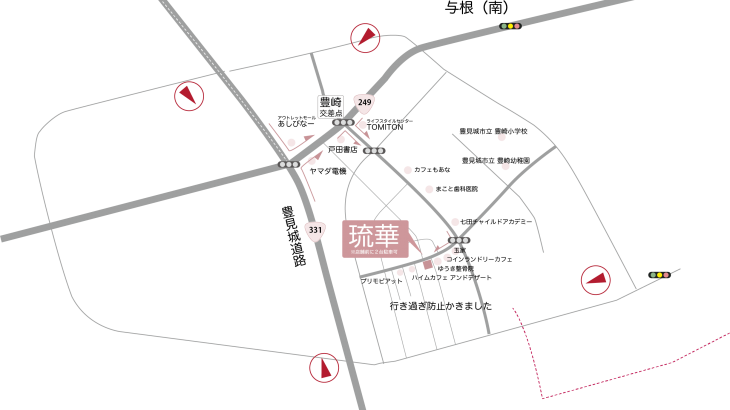 与根（南）
豊崎
交差点
249
アウトレットモール
あしびなー
ライフスタイルセンター
TOMITON
戸田書店
ヤマダ電機
豊見城市立 豊崎小学校
豊見城市立 豊崎幼稚園
カフェもあな
まこと歯科医院
豊見城道路
331
七田チャイルドアカデミー
琉華
玉家
コインランドリーカフェ
ゆうき整骨院
ハイムカフェ アンドデザート
プリモピアット
行き過ぎ防止かきました